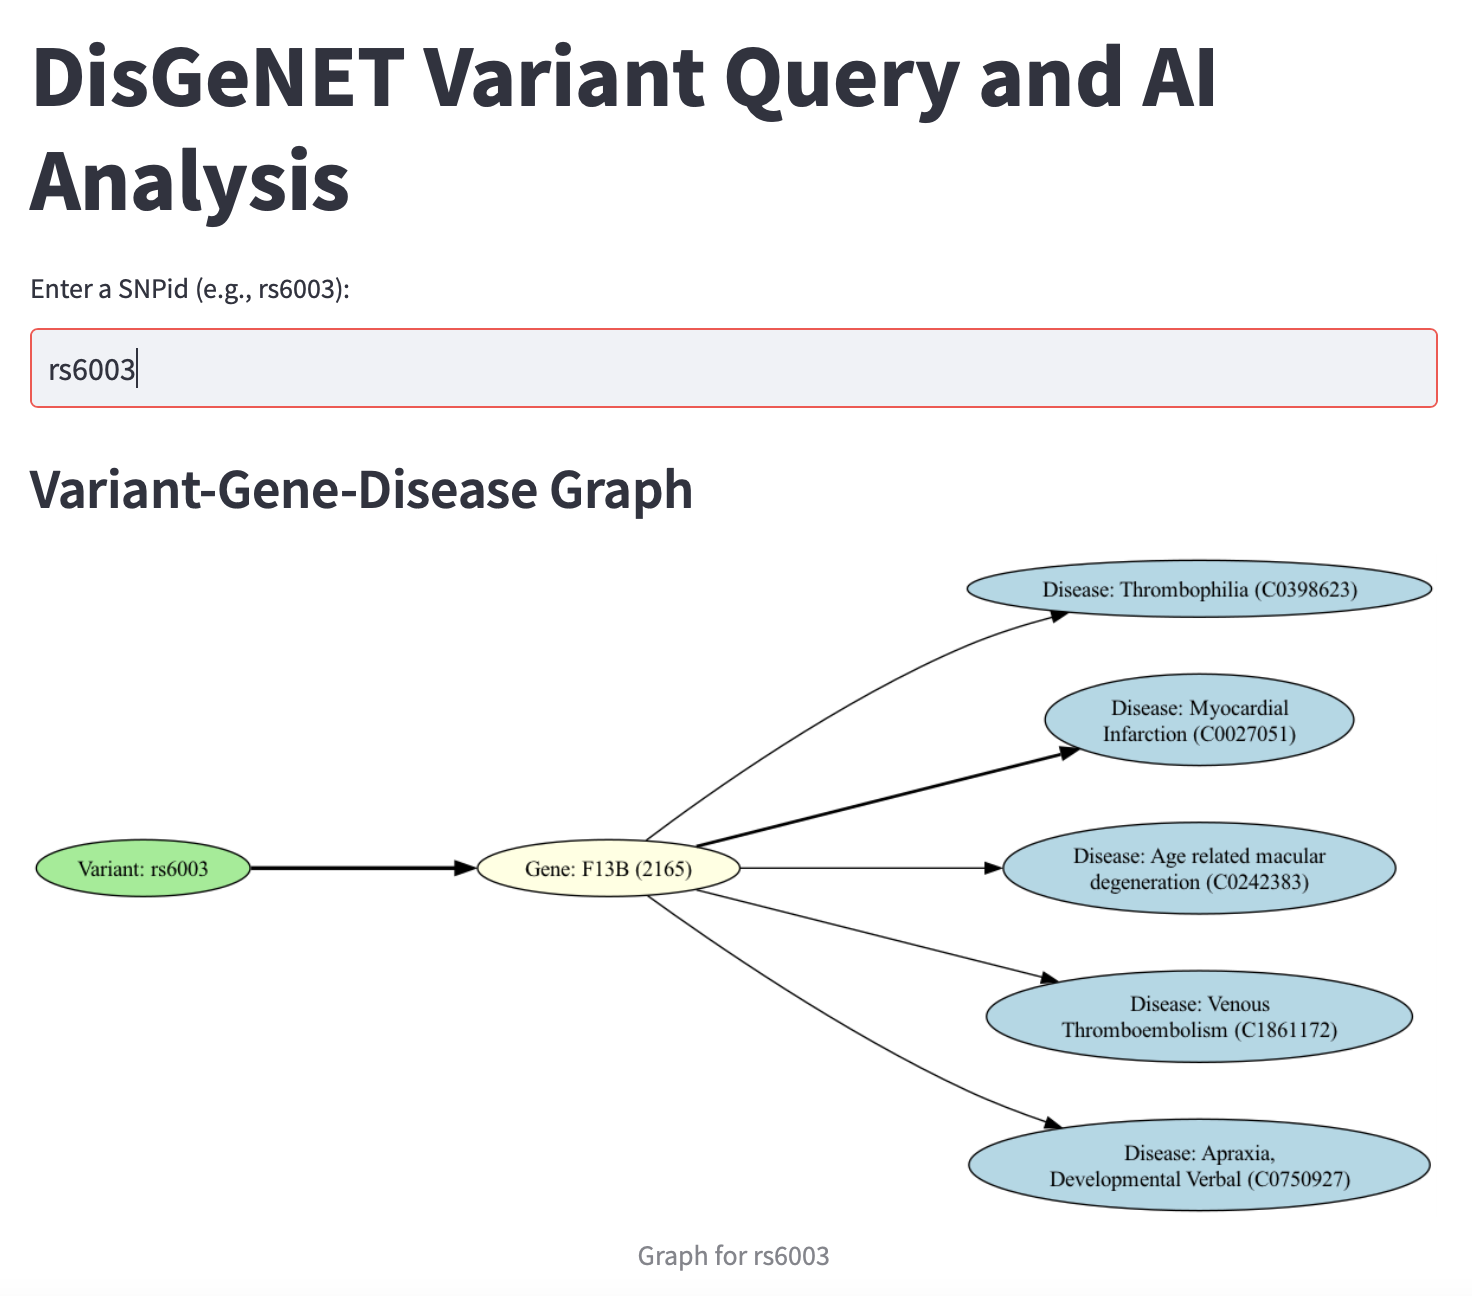 DisGeNET Variant Query and AI
Analysis
Enter a SNPid (e.g., rs6003):
rs6003
Variant-Gene-Disease Graph
Disease: Thrombophilia (C0398623)
Disease: Myocardial
Infarction (C0027051)
Variant: rs6003
Gene: F13B (2165)
Disease: Age related macular
degeneration (C0242383)
Disease: Venous
Thromboembolism (C1861172)
Disease: Apraxia,
Developmental Verbal (C0750927)
Graph for rs6003